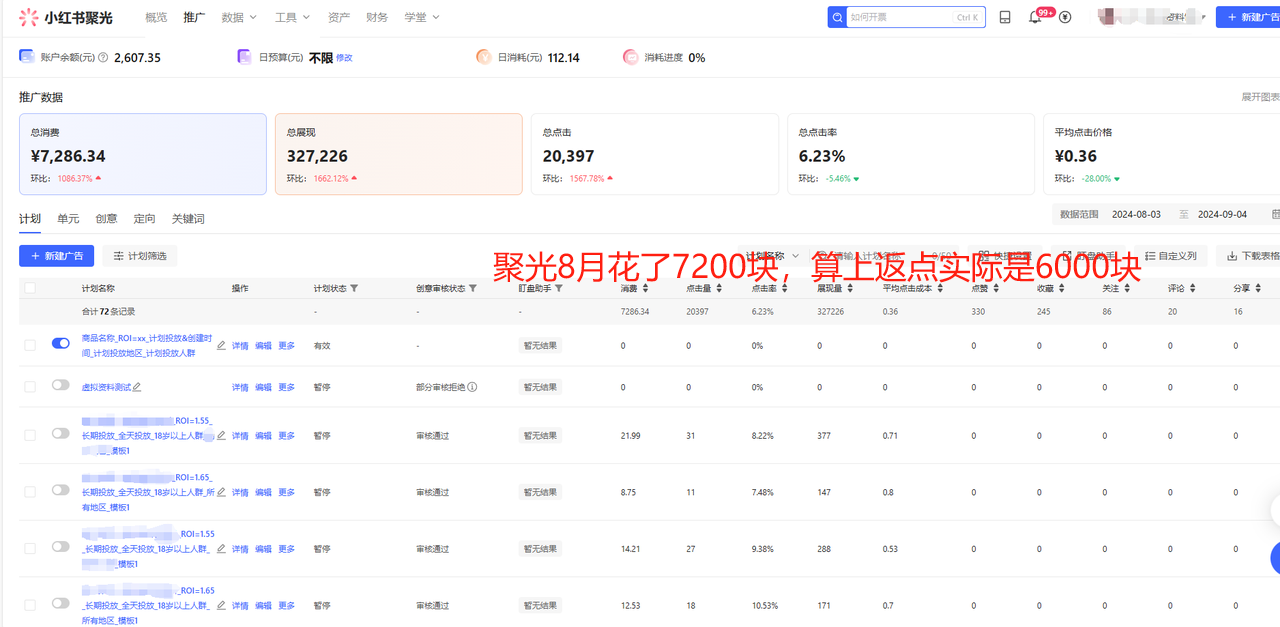 小红书聚光 概览 推广 数据 工具 资产 财务 学堂 如何开票 Ctrl K 99+ ¥ + 新建广告
账户余额(元) 2,607.35 日预算(元) 不限 修改 日消耗(元) 112.14 消耗进度 0%
推广数据 展开图表
总消费 总展现 总点击 总点击率 平均点击价格
¥7,286.34 327,226 20,397 6.23% ¥0.36
环比: 1086.37% 环比: 1662.12% 环比: 1567.78% 环比: -5.46% 环比: -28.00%
计划 单元 创意 定向 关键词 数据范围 2024-08-03 至 2024-09-04
+ 新建广告 计划筛选 计划名称 自定义列 下载表格
聚光8月花了7200块，算上返点实际是6000块
计划名称 操作 计划状态 创意审核状态 盯盘助手 消费 点击量 点击率 展现量 平均点击成本 点赞 收藏 关注 评论 分享
合计 72 条记录 - - - 7286.34 20397 6.23% 327226 0.36 330 245 86 20 16
商品名称_ROI=xx_计划投放&创建时
间_计划投放地区_计划投放人群 详情 编辑 更多 有效 - 暂无结果 0 0 0% 0 0 0 0 0 0 0
虚拟资料测试 详情 编辑 更多 暂停 部分审核拒绝 暂无结果 0 0 0% 0 0 0 0 0 0 0
_ROI=1.55_
长期投放_全天投放_18岁以上人群 详情 编辑 更多 暂停 审核通过 暂无结果 21.99 31 8.22% 377 0.71 0 0 0 0 0
_模板1
_ROI=1.65_
长期投放_全天投放_18岁以上人群_所 详情 编辑 更多 暂停 审核通过 暂无结果 8.75 11 7.48% 147 0.8 0 0 0 0 0
有地区_模板1
_ROI=1.55
_长期投放_全天投放_18岁以上人群_ 详情 编辑 更多 暂停 审核通过 暂无结果 14.21 27 9.38% 288 0.53 0 0 0 0 0
_模板1
_ROI=1.65
_长期投放_全天投放_18岁以上人群_ 详情 编辑 更多 暂停 审核通过 暂无结果 12.53 18 10.53% 171 0.7 0 0 0 0 0
所有地区_模板1